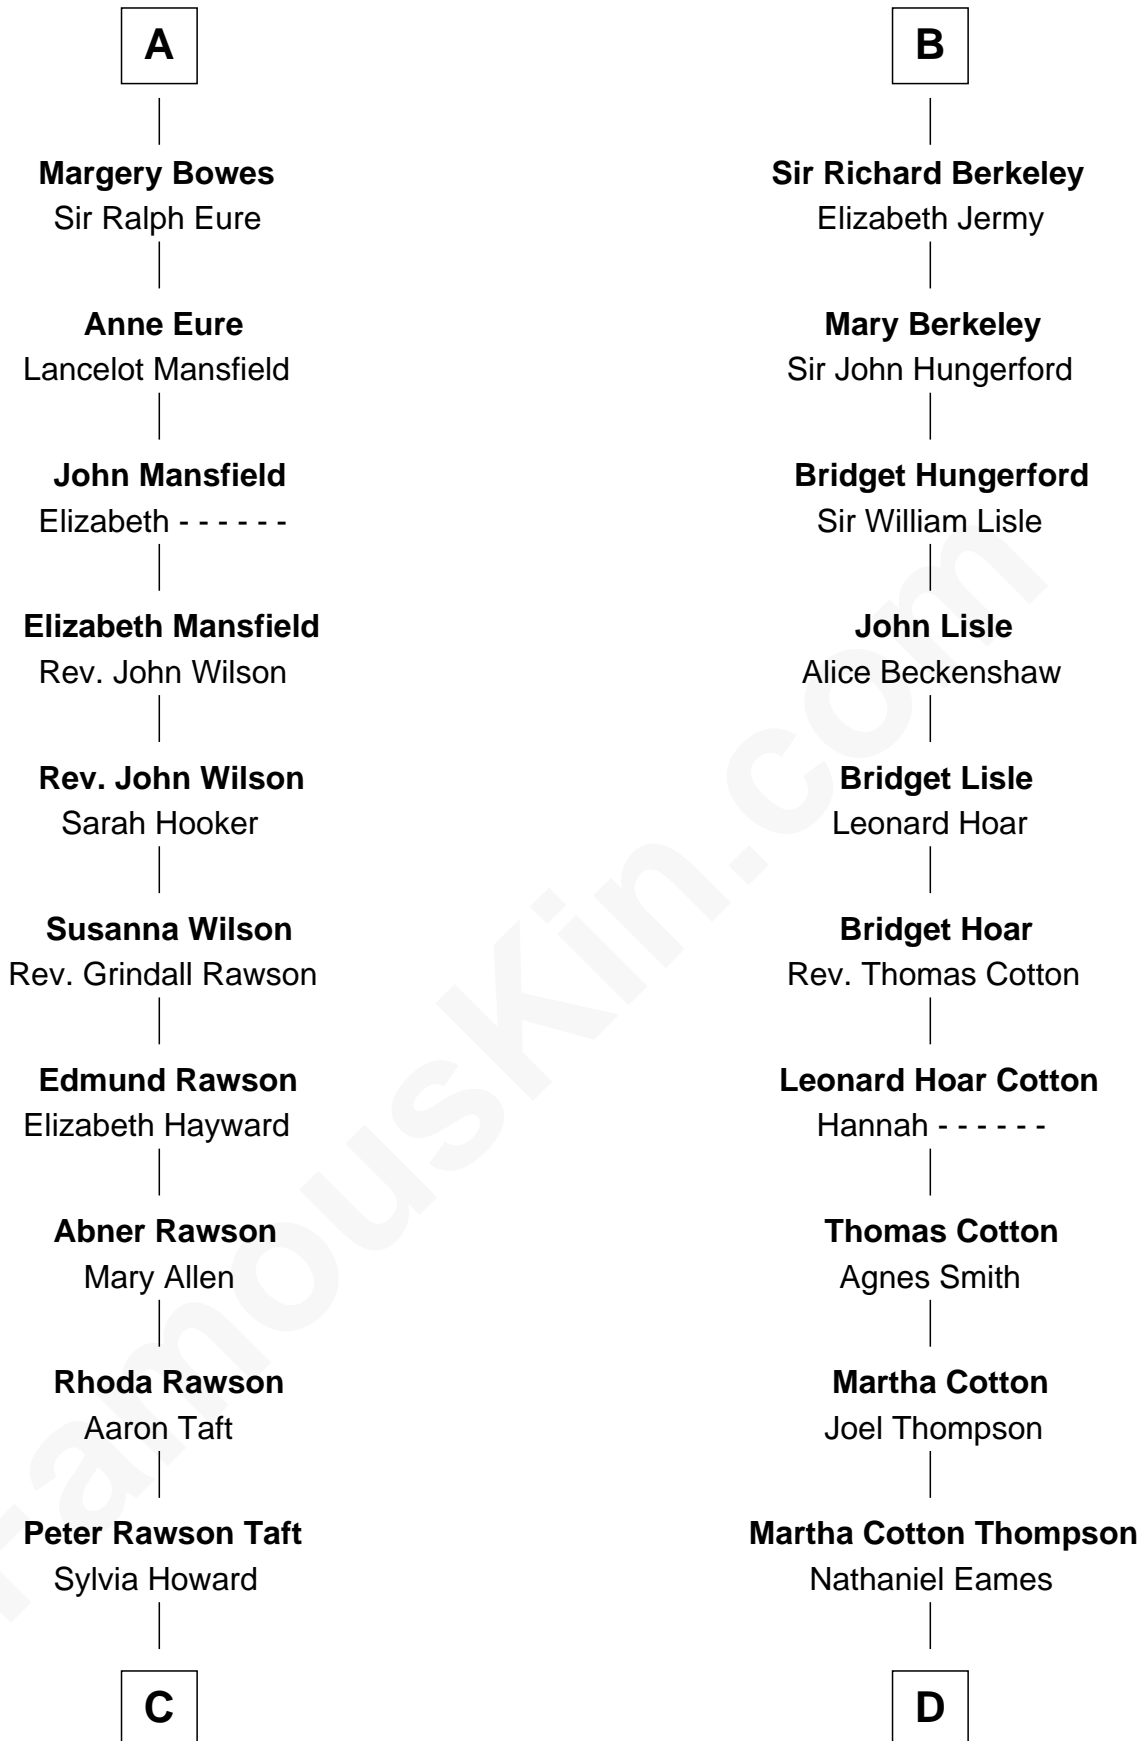 A
Margery Bowes
Sir Ralph Eure
Anne Eure
Lancelot Mansfield
John Mansfield
Elizabeth - - - - - -
Elizabeth Mansfield
Rev. John Wilson
Rev. John Wilson
Sarah Hooker
Susanna Wilson
Rev. Grindall Rawson
Edmund Rawson
Elizabeth Hayward
Abner Rawson
Mary Allen
Rhoda Rawson
Aaron Taft
Peter Rawson Taft
Sylvia Howard
C
B
Sir Richard Berkeley
Elizabeth Jermy
Mary Berkeley
Sir John Hungerford
Bridget Hungerford
Sir William Lisle
John Lisle
Alice Beckenshaw
Bridget Lisle
Leonard Hoar
Bridget Hoar
Rev. Thomas Cotton
Leonard Hoar Cotton
Hannah - - - - - -
Thomas Cotton
Agnes Smith
Martha Cotton
Joel Thompson
Martha Cotton Thompson
Nathaniel Eames
D
FamousKin.com